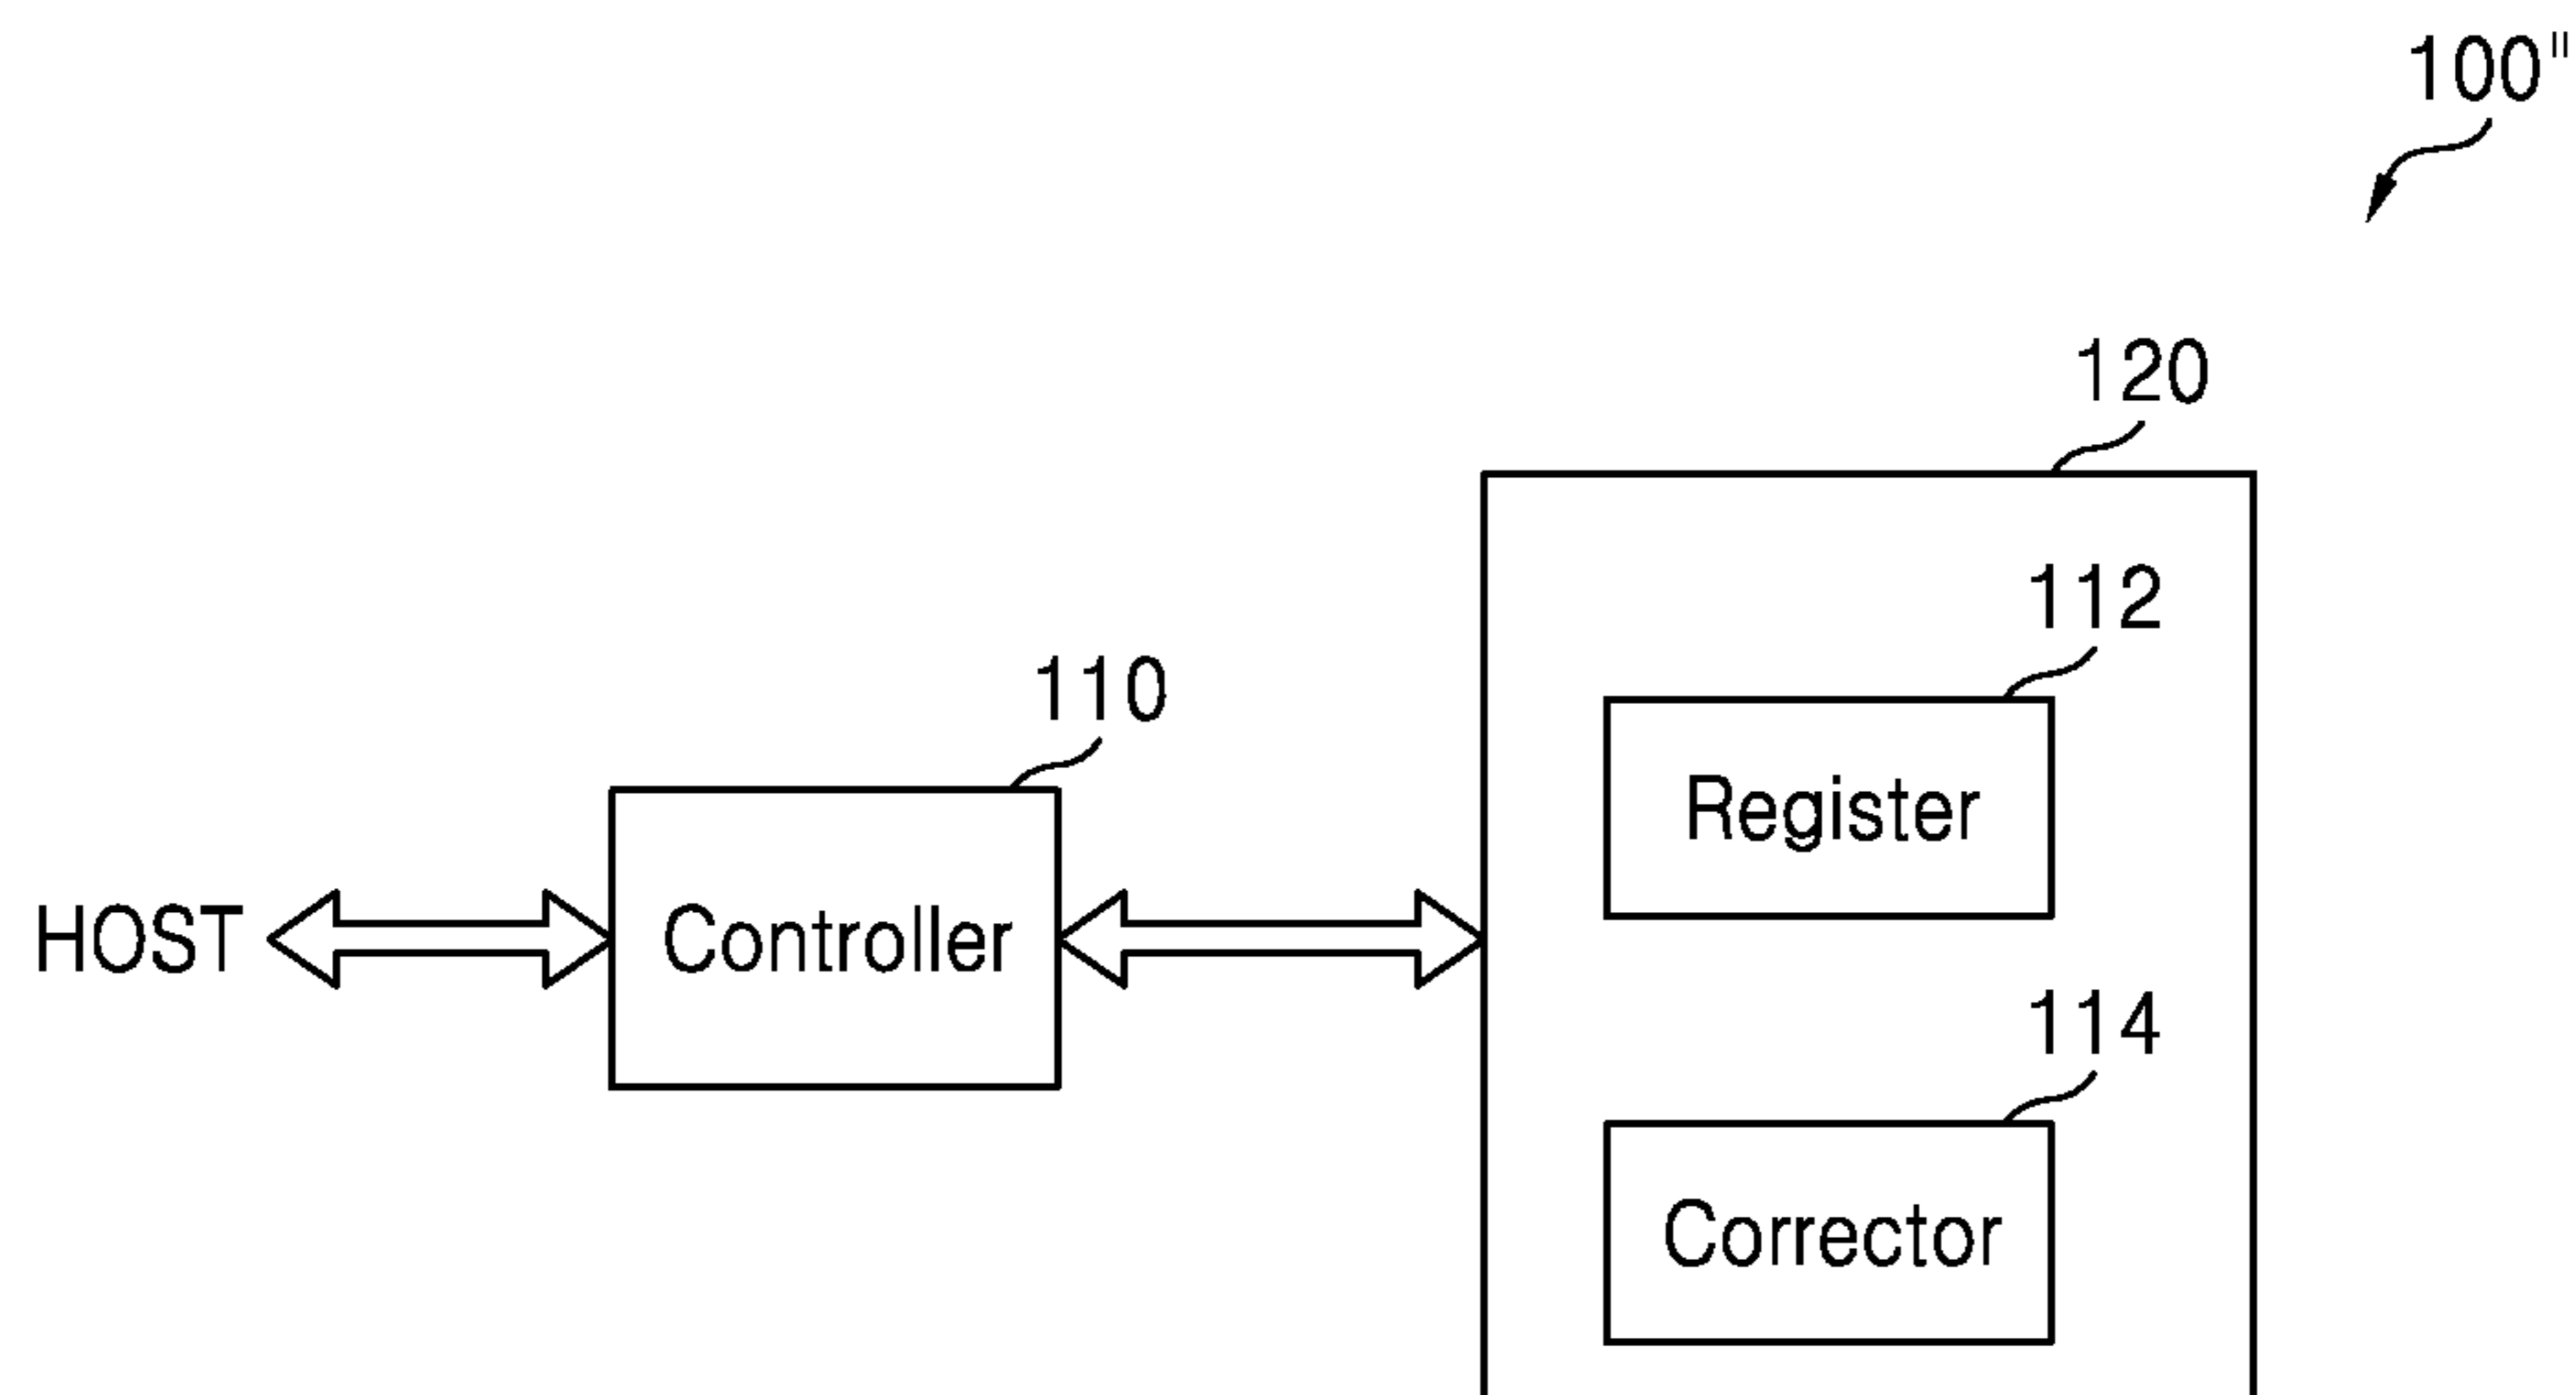 100"
120
112
110
Register
HOST
Controller
114
Corrector